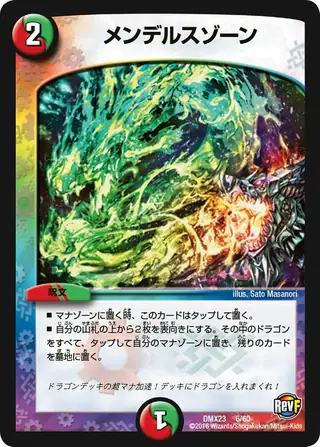 2
メンデルスゾーン
呪文
illus. Sato Masanori
■ マナゾーンに置く時、このカードはタップして置く。
■ 自分の山札の上から2枚を表向きにする。その中のドラゴン
をすべて、タップして自分のマナゾーンに置き、残りのカード
を墓地に置く。
ドラゴンデッキの超マナ加速！デッキにドラゴンを入れまくれ！
1
RevF
DMX23 6/60
©2016 Wizards/Shogakukan/Mitsui-Kids